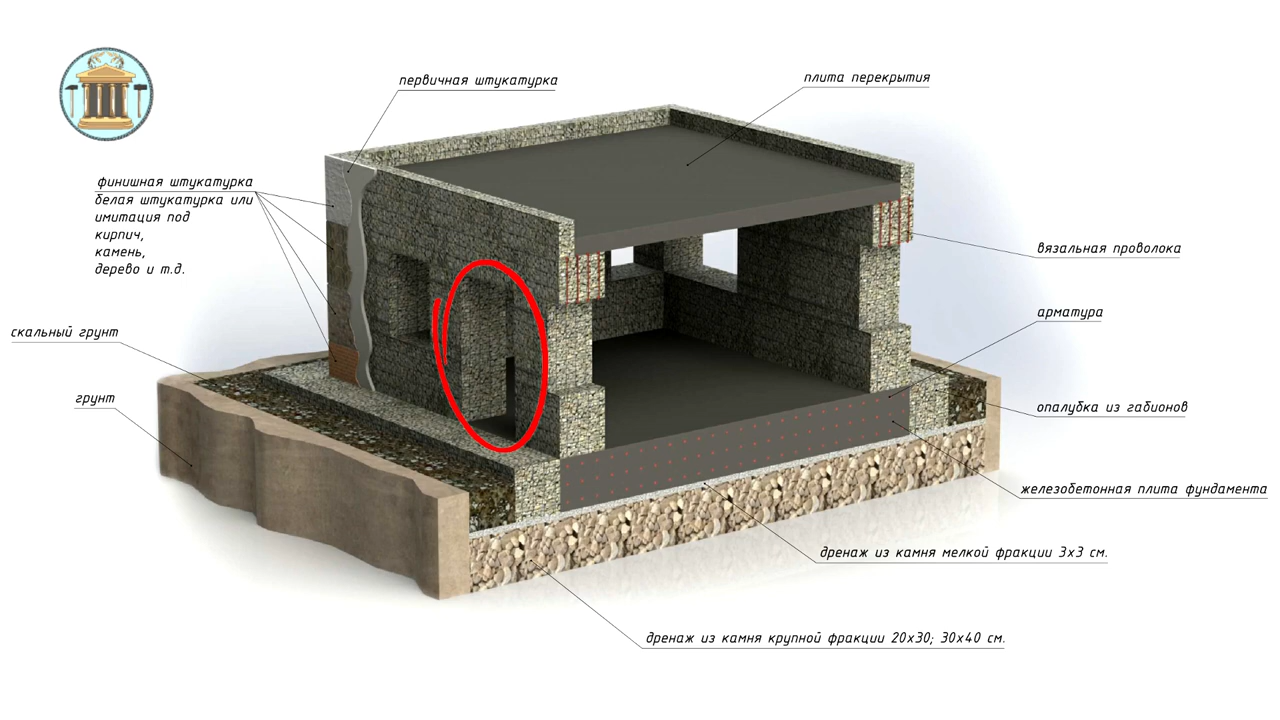 первичная штукатурка
плита перекрытия
финишная штукатурка
белая штукатурка или
имитация под
кирпич,
камень,
дерево и т.д.
вязальная проволока
арматура
скальный грунт
грунт
опалубка из габионов
железобетонная плита фундамента
дренаж из камня мелкой фракции 3х3 см.
дренаж из камня крупной фракции 20х30; 30х40 см.